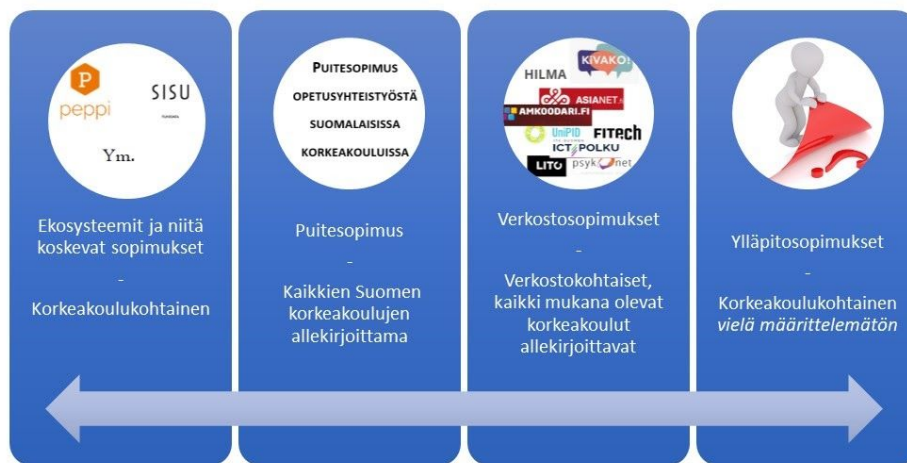 P
peppi
SISU
Ym.
Ekosysteemit ja niitä
koskevat sopimukset
-
Korkeakoulukohtainen
PUITESOPIMUS
OPETUSYHTEISTYÖSTÄ
SUOMALAISISSA
KORKEAKOULUISSA
Puitesopimus
-
Kaikkien Suomen
korkeakoulujen
allekirjoittama
KiVAKO!
HILMA
ASIANET
AMKOODARI.FI
UniPID
FITech
ICT POLKU
LITO
psykonet
Verkostosopimukset
-
Verkostokohtaiset,
kaikki mukana olevat
korkeakoulut
allekirjoittavat
Ylläpitosopimukset
-
Korkeakoulukohtainen
vielä määrittelemätön